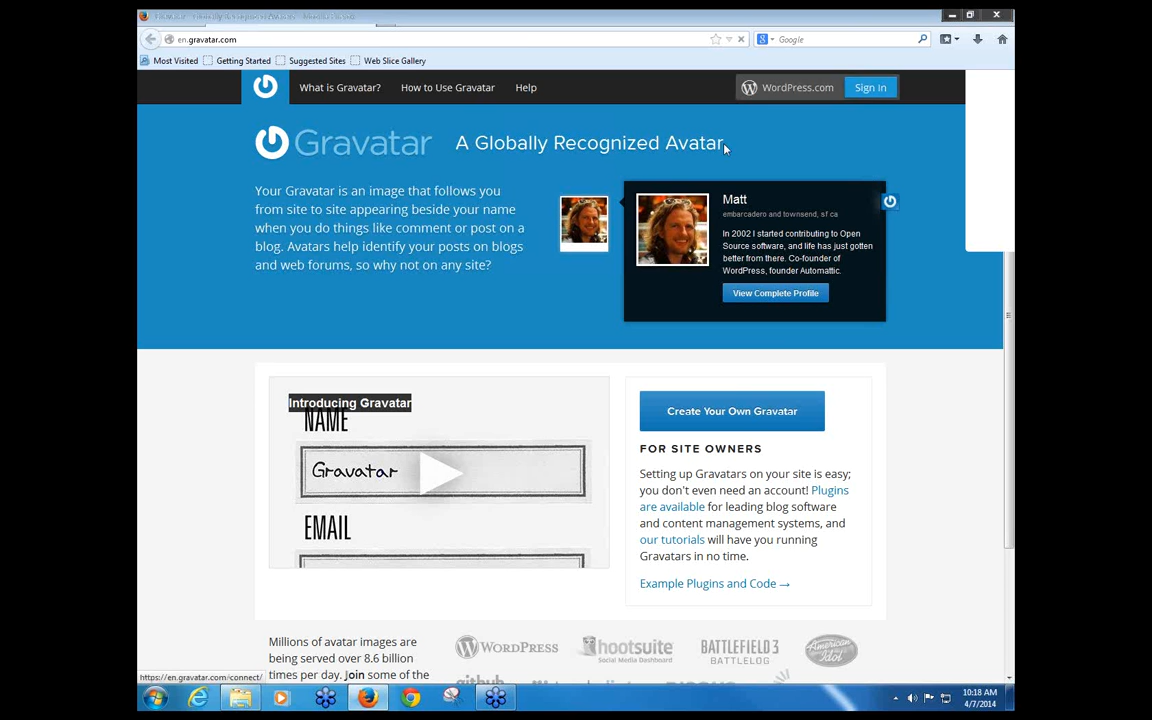 en.gravatar.com
Google
Most Visited
Getting Started
Suggested Sites
Web Slice Gallery
What is Gravatar?
How to Use Gravatar
Help
WordPress.com
Sign In
Gravatar
A Globally Recognized Avatar
Your Gravatar is an image that follows you
from site to site appearing beside your name
when you do things like comment or post on a
blog. Avatars help identify your posts on blogs
and web forums, so why not on any site?
Matt
embarcadero and townsend, sf ca
In 2002 I started contributing to Open
Source software, and life has just gotten
better from there. Co-founder of
WordPress, founder Automattic.
View Complete Profile
Introducing Gravatar
NAME
Gravatar
EMAIL
Create Your Own Gravatar
FOR SITE OWNERS
Setting up Gravatars on your site is easy;
you don't even need an account! Plugins
are available for leading blog software
and content management systems, and
our tutorials will have you running
Gravatars in no time.
Example Plugins and Code →
Millions of avatar images are
being served over 8.6 billion
times per day. Join some of the
WORDPRESS
hootsuite
Social Media Dashboard
BATTLEFIELD 3
BATTLELOG
American Idol
https://en.gravatar.com/connect/
10:18 AM
4/7/2014